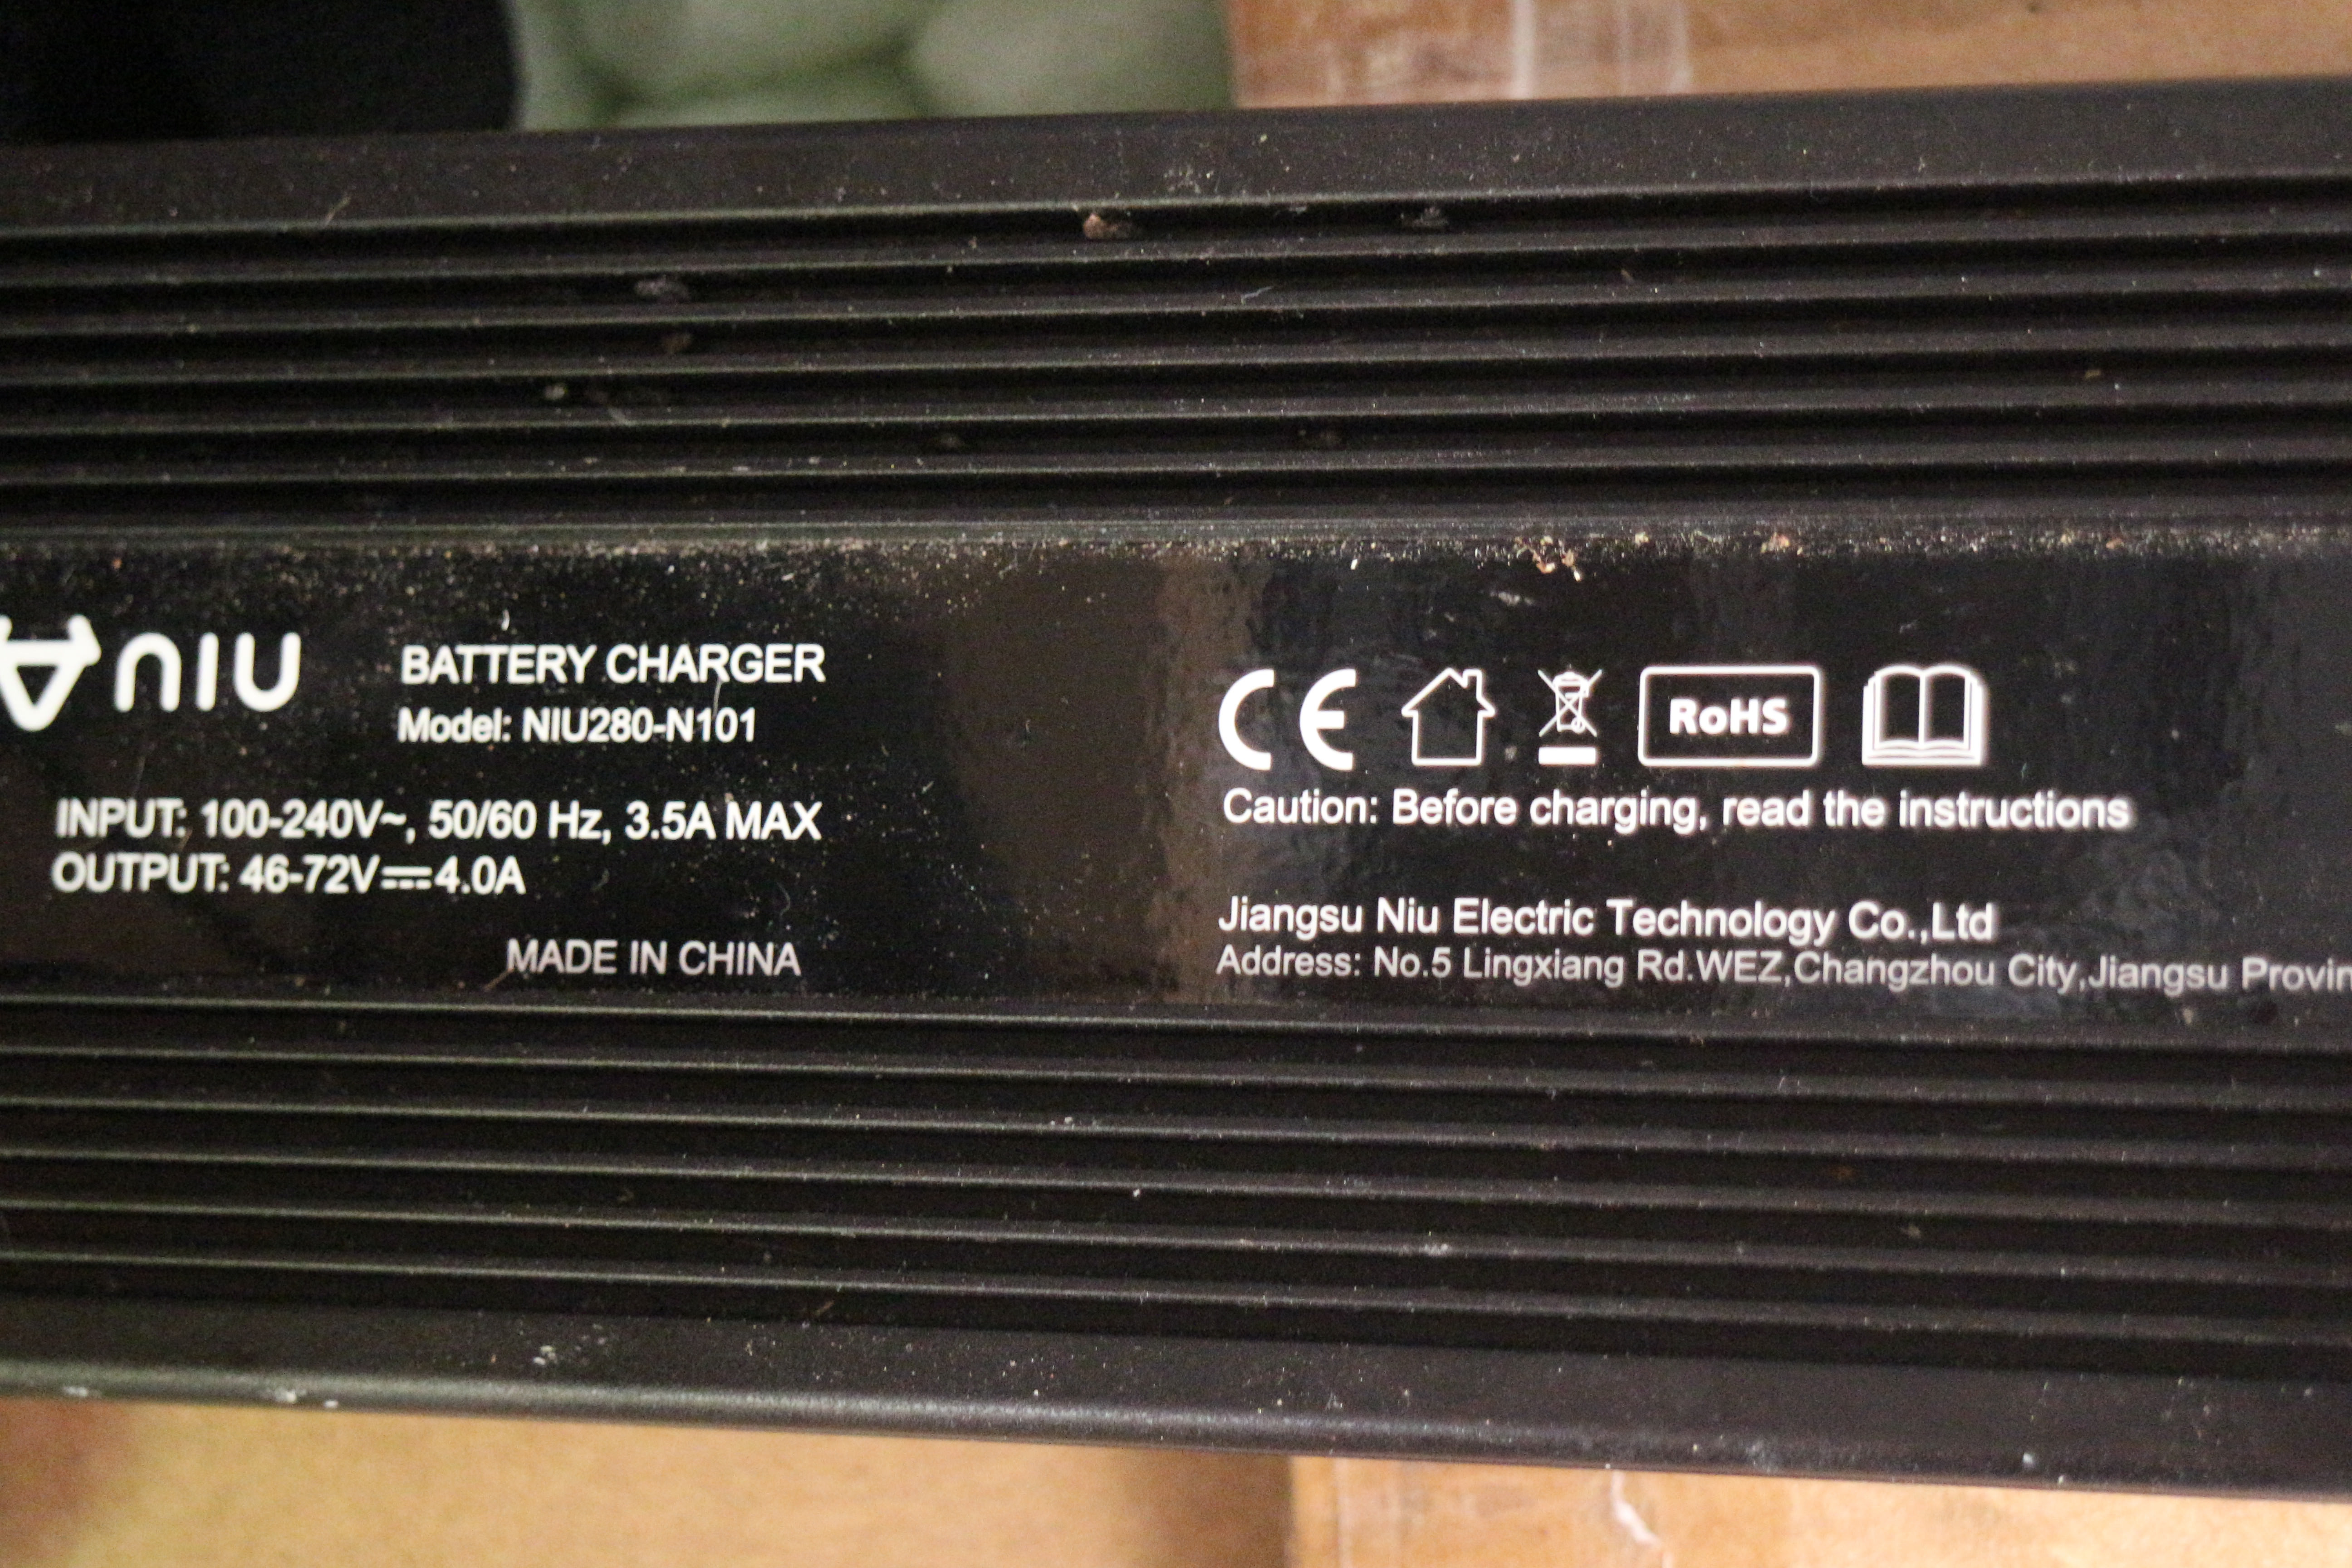 NIU
BATTERY CHARGER
Model: NIU280-N101
INPUT: 100-240V~, 50/60 Hz, 3.5A MAX
OUTPUT: 46-72V⎓4.0A
MADE IN CHINA
CE
RoHS
Caution: Before charging, read the instructions
Jiangsu Niu Electric Technology Co.,Ltd
Address: No.5 Lingxiang Rd.WEZ,Changzhou City,Jiangsu